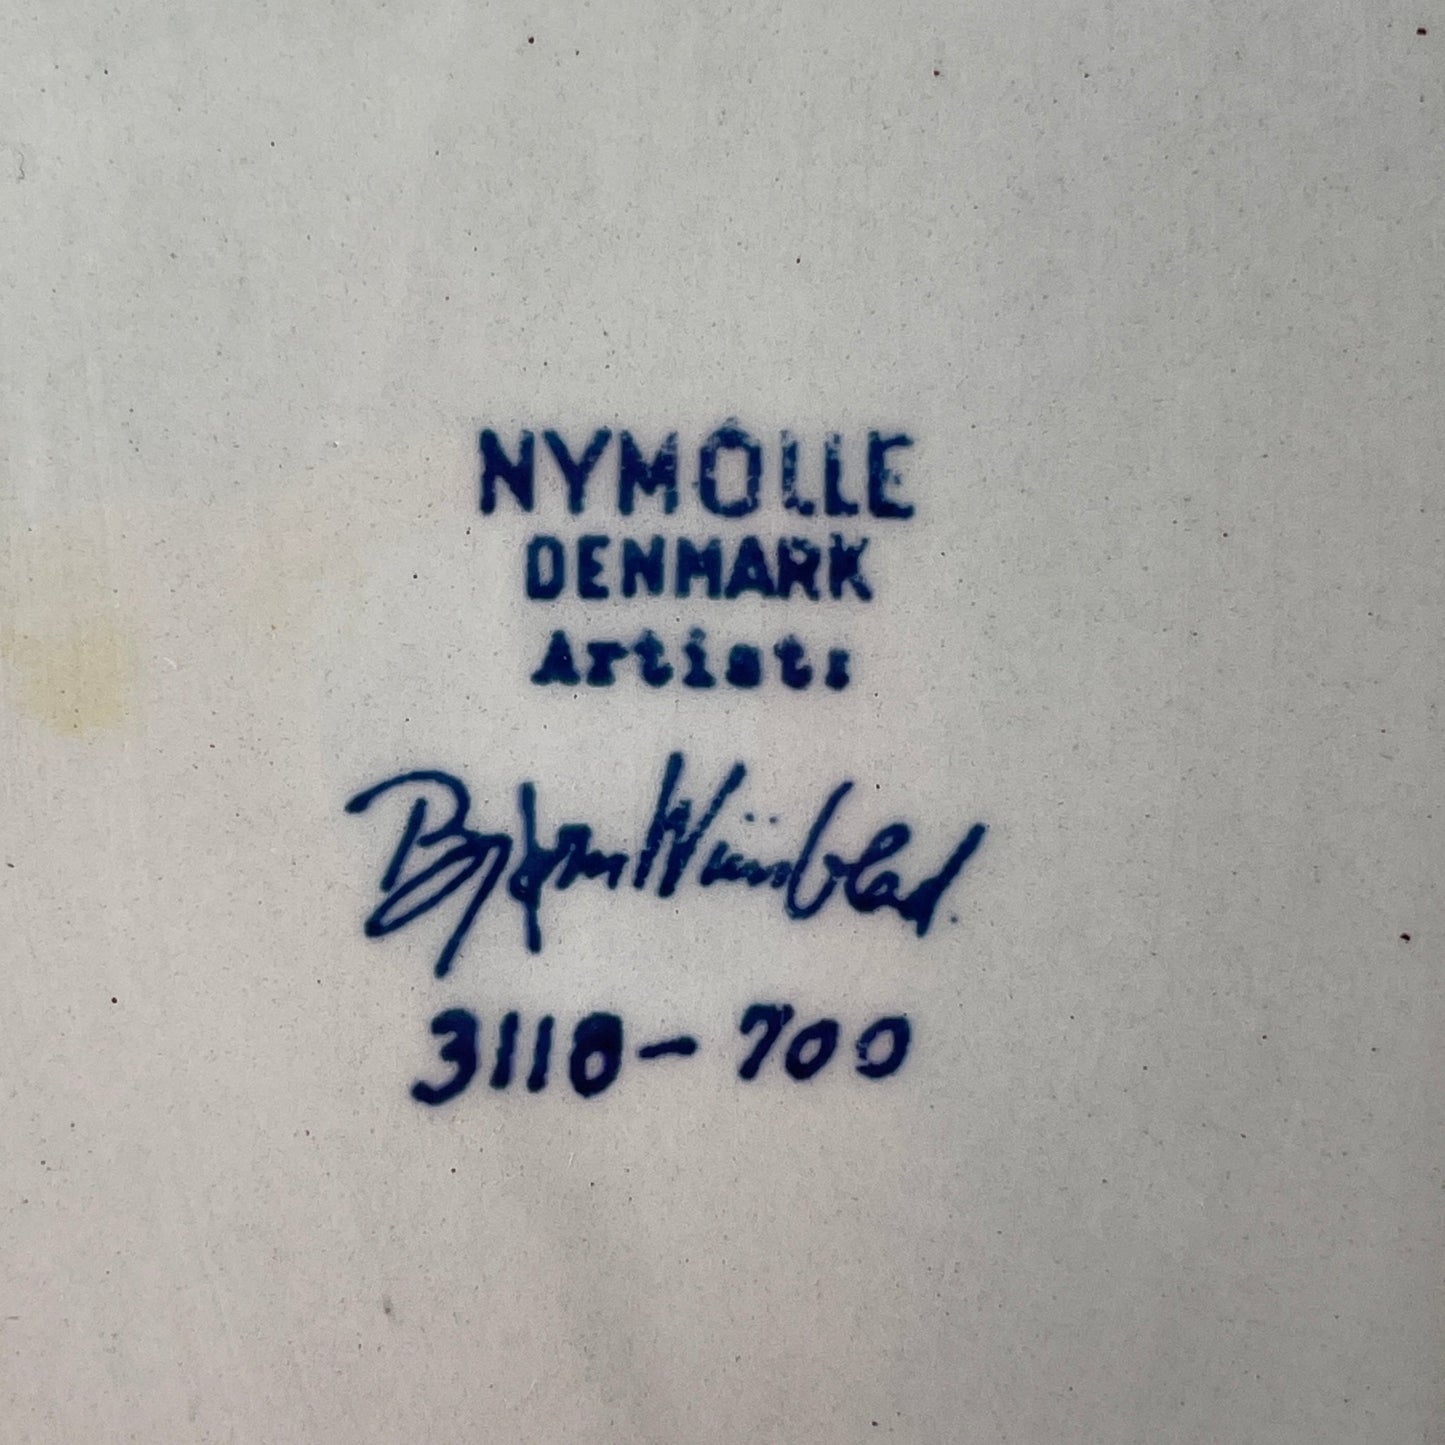 NYMÖLLE
DENMARK
Artist:
Bjørn Wiinblad.
3118-700